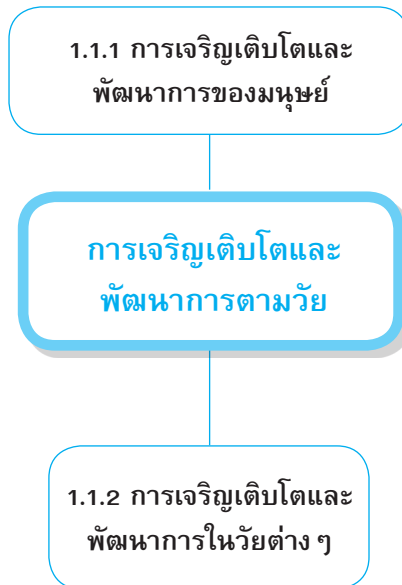 1.1.1 การเจริญเติบโตและ
พัฒนาการของมนุษย์
การเจริญเติบโตและ
พัฒนาการตามวัย
1.1.2 การเจริญเติบโตและ
พัฒนาการในวัยต่าง ๆ